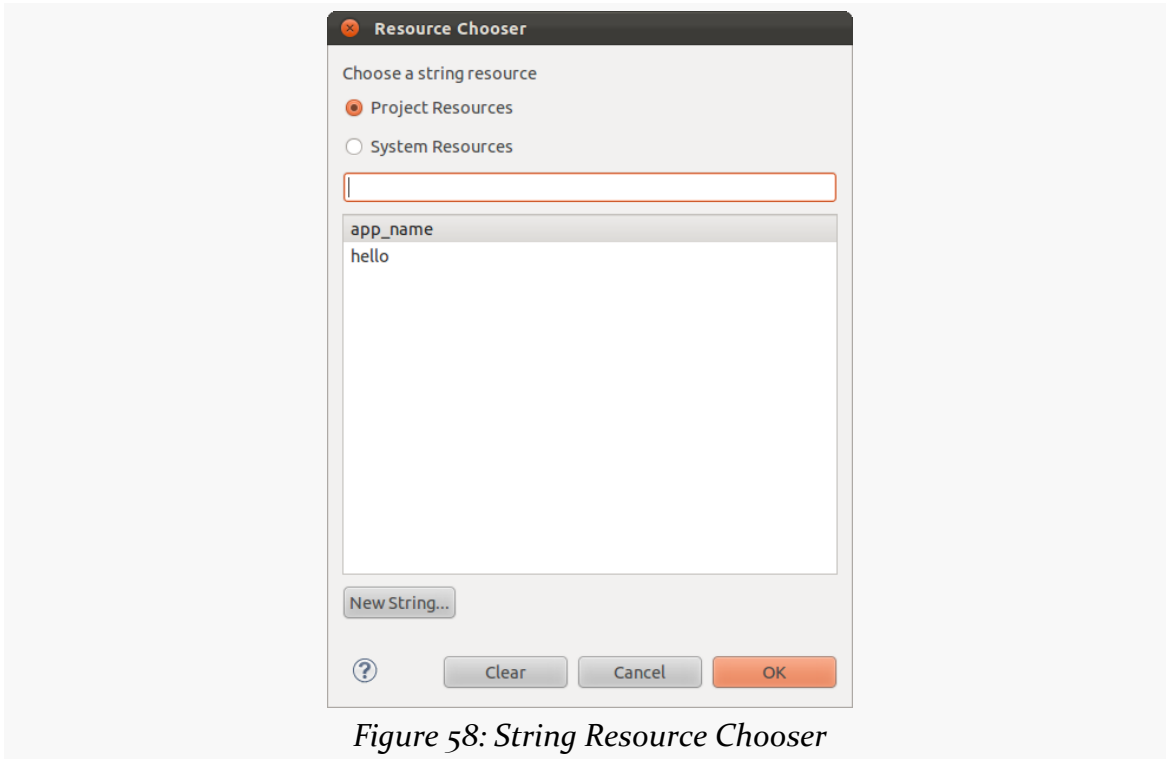 Resource Chooser
Choose a string resource
Project Resources
System Resources
app_name
hello
New String...
?
Clear Cancel OK
Figure 58: String Resource Chooser